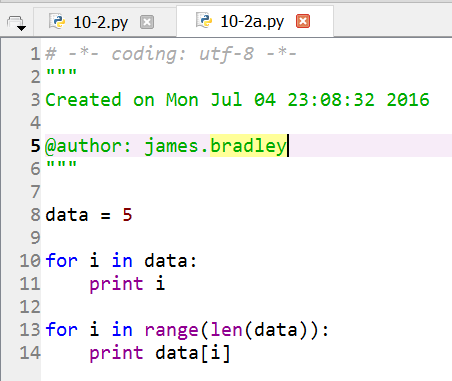 10-2.py
10-2a.py
1 # -*- coding: utf-8 -*-
2 """
3 Created on Mon Jul 04 23:08:32 2016
4
5 @author: james.bradley
6 """
7
8 data = 5
9
10 for i in data:
11     print i
12
13 for i in range(len(data)):
14     print data[i]